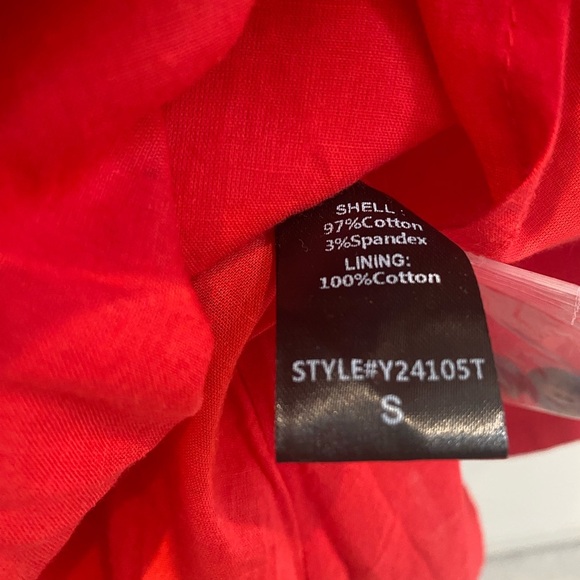 SHELL :
97%Cotton
3%Spandex
LINING:
100%Cotton
STYLE#Y24105T
S